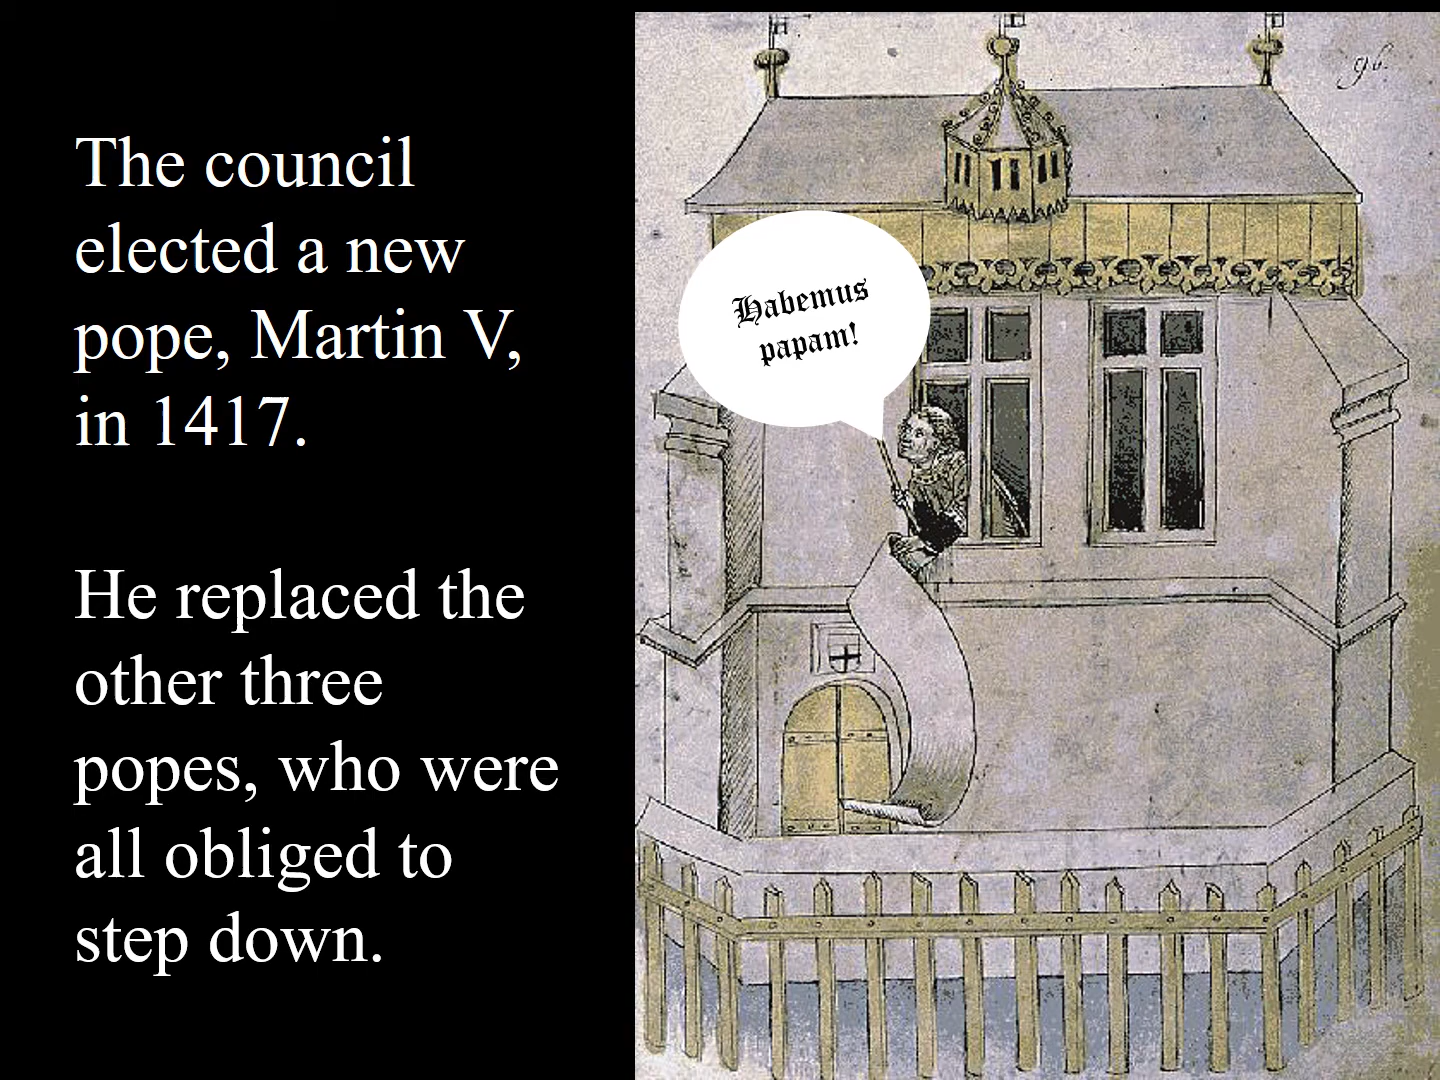 The council
elected a new
pope, Martin V,
in 1417.
He replaced the
other three
popes, who were
all obliged to
step down.
Habemus
papam!